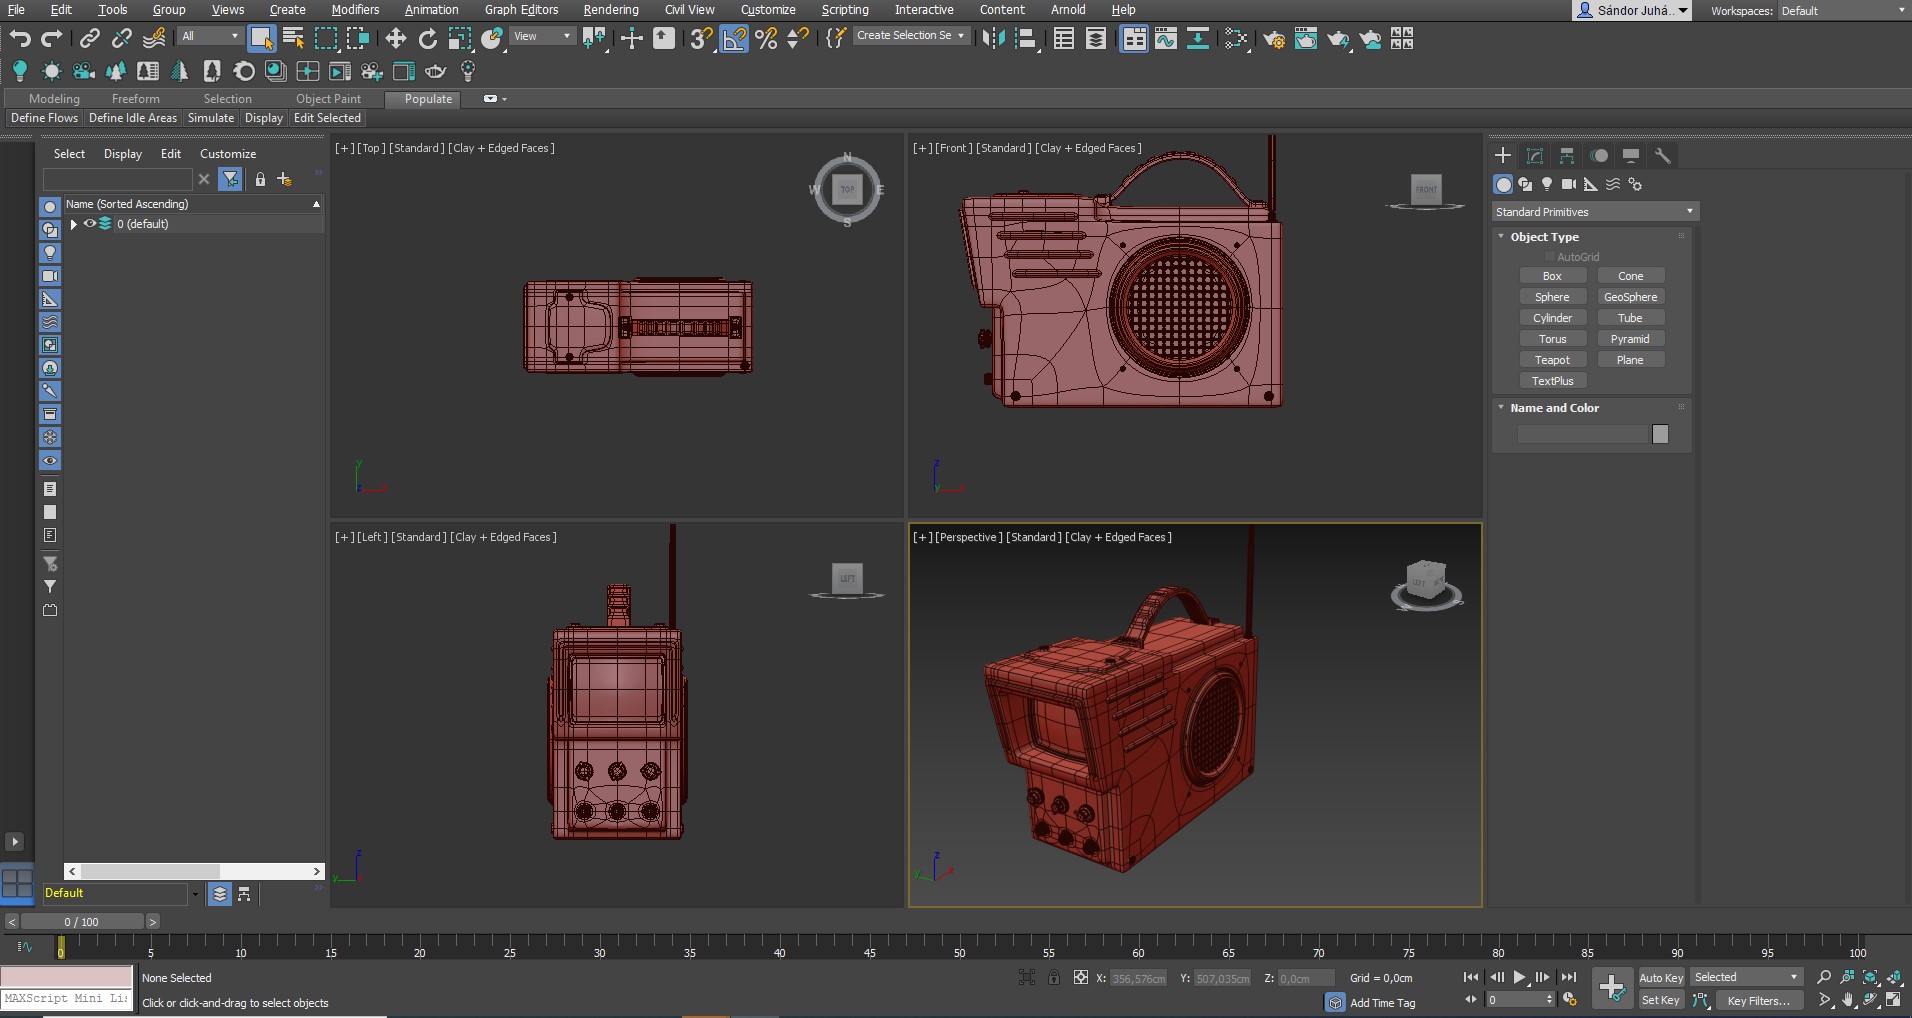 File Edit Tools Group Views Create Modifiers Animation Graph Editors Rendering Civil View Customize Scripting Interactive Content Arnold Help Sándor Juhá... Workspaces: Default
All View Create Selection Se
Modeling Freeform Selection Object Paint Populate
Define Flows Define Idle Areas Simulate Display Edit Selected
Select Display Edit Customize
Name (Sorted Ascending)
0 (default)
[+] [Top] [Standard] [Clay + Edged Faces]
N
W TOP E
S
y
z x
[+] [Front] [Standard] [Clay + Edged Faces]
FRONT
z
y x
[+] [Left] [Standard] [Clay + Edged Faces]
LEFT
z
y
[+] [Perspective] [Standard] [Clay + Edged Faces]
LEFT
z
y x
Standard Primitives
Object Type
AutoGrid
Box Cone
Sphere GeoSphere
Cylinder Tube
Torus Pyramid
Teapot Plane
TextPlus
Name and Color
Default
< 0 / 100 >
0 5 10 15 20 25 30 35 40 45 50 55 60 65 70 75 80 85 90 95 100
None Selected
X: 356,576cm Y: 507,035cm Z: 0,0cm Grid = 0,0cm
Auto Key Selected
MAXScript Mini Lis
Click or click-and-drag to select objects
Add Time Tag
0
Set Key Key Filters...